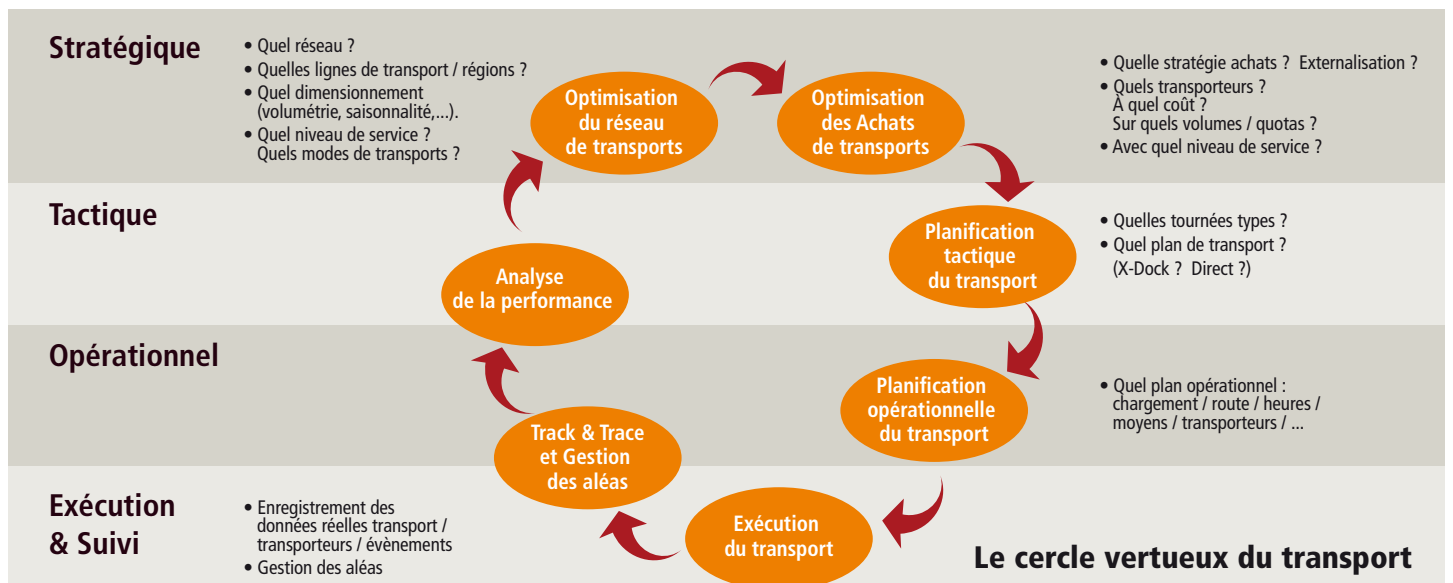 Stratégique
• Quel réseau ?
• Quelles lignes de transport / régions ?
• Quel dimensionnement
(volumétrie, saisonnalité,...).
• Quel niveau de service ?
Quels modes de transports ?
Optimisation
du réseau
de transports
Optimisation
des Achats
de transports
• Quelle stratégie achats ? Externalisation ?
• Quels transporteurs ?
À quel coût ?
Sur quels volumes / quotas ?
• Avec quel niveau de service ?
Tactique
Analyse
de la performance
Planification
tactique
du transport
• Quelles tournées types ?
• Quel plan de transport ?
(X-Dock ? Direct ?)
Opérationnel
Track & Trace
et Gestion
des aléas
Planification
opérationnelle
du transport
• Quel plan opérationnel :
chargement / route / heures /
moyens / transporteurs / ...
Exécution
& Suivi
• Enregistrement des
données réelles transport /
transporteurs / évènements
• Gestion des aléas
Exécution
du transport
Le cercle vertueux du transport